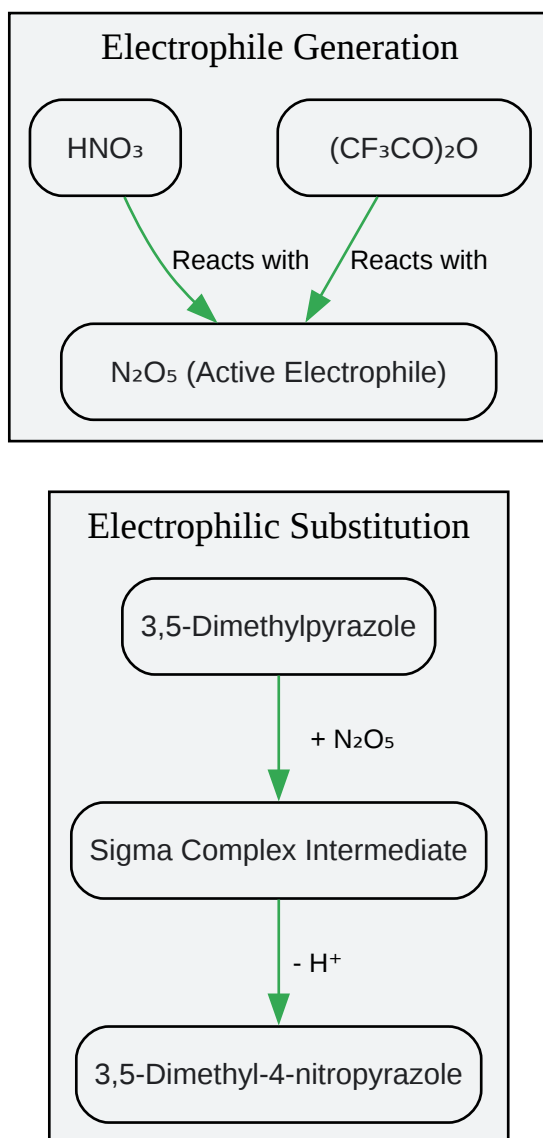 Electrophile Generation
HNO₃
(CF₃CO)₂O
Reacts with
Reacts with
N₂O₅ (Active Electrophile)
Electrophilic Substitution
3,5-Dimethylpyrazole
+ N₂O₅
Sigma Complex Intermediate
- H⁺
3,5-Dimethyl-4-nitropyrazole